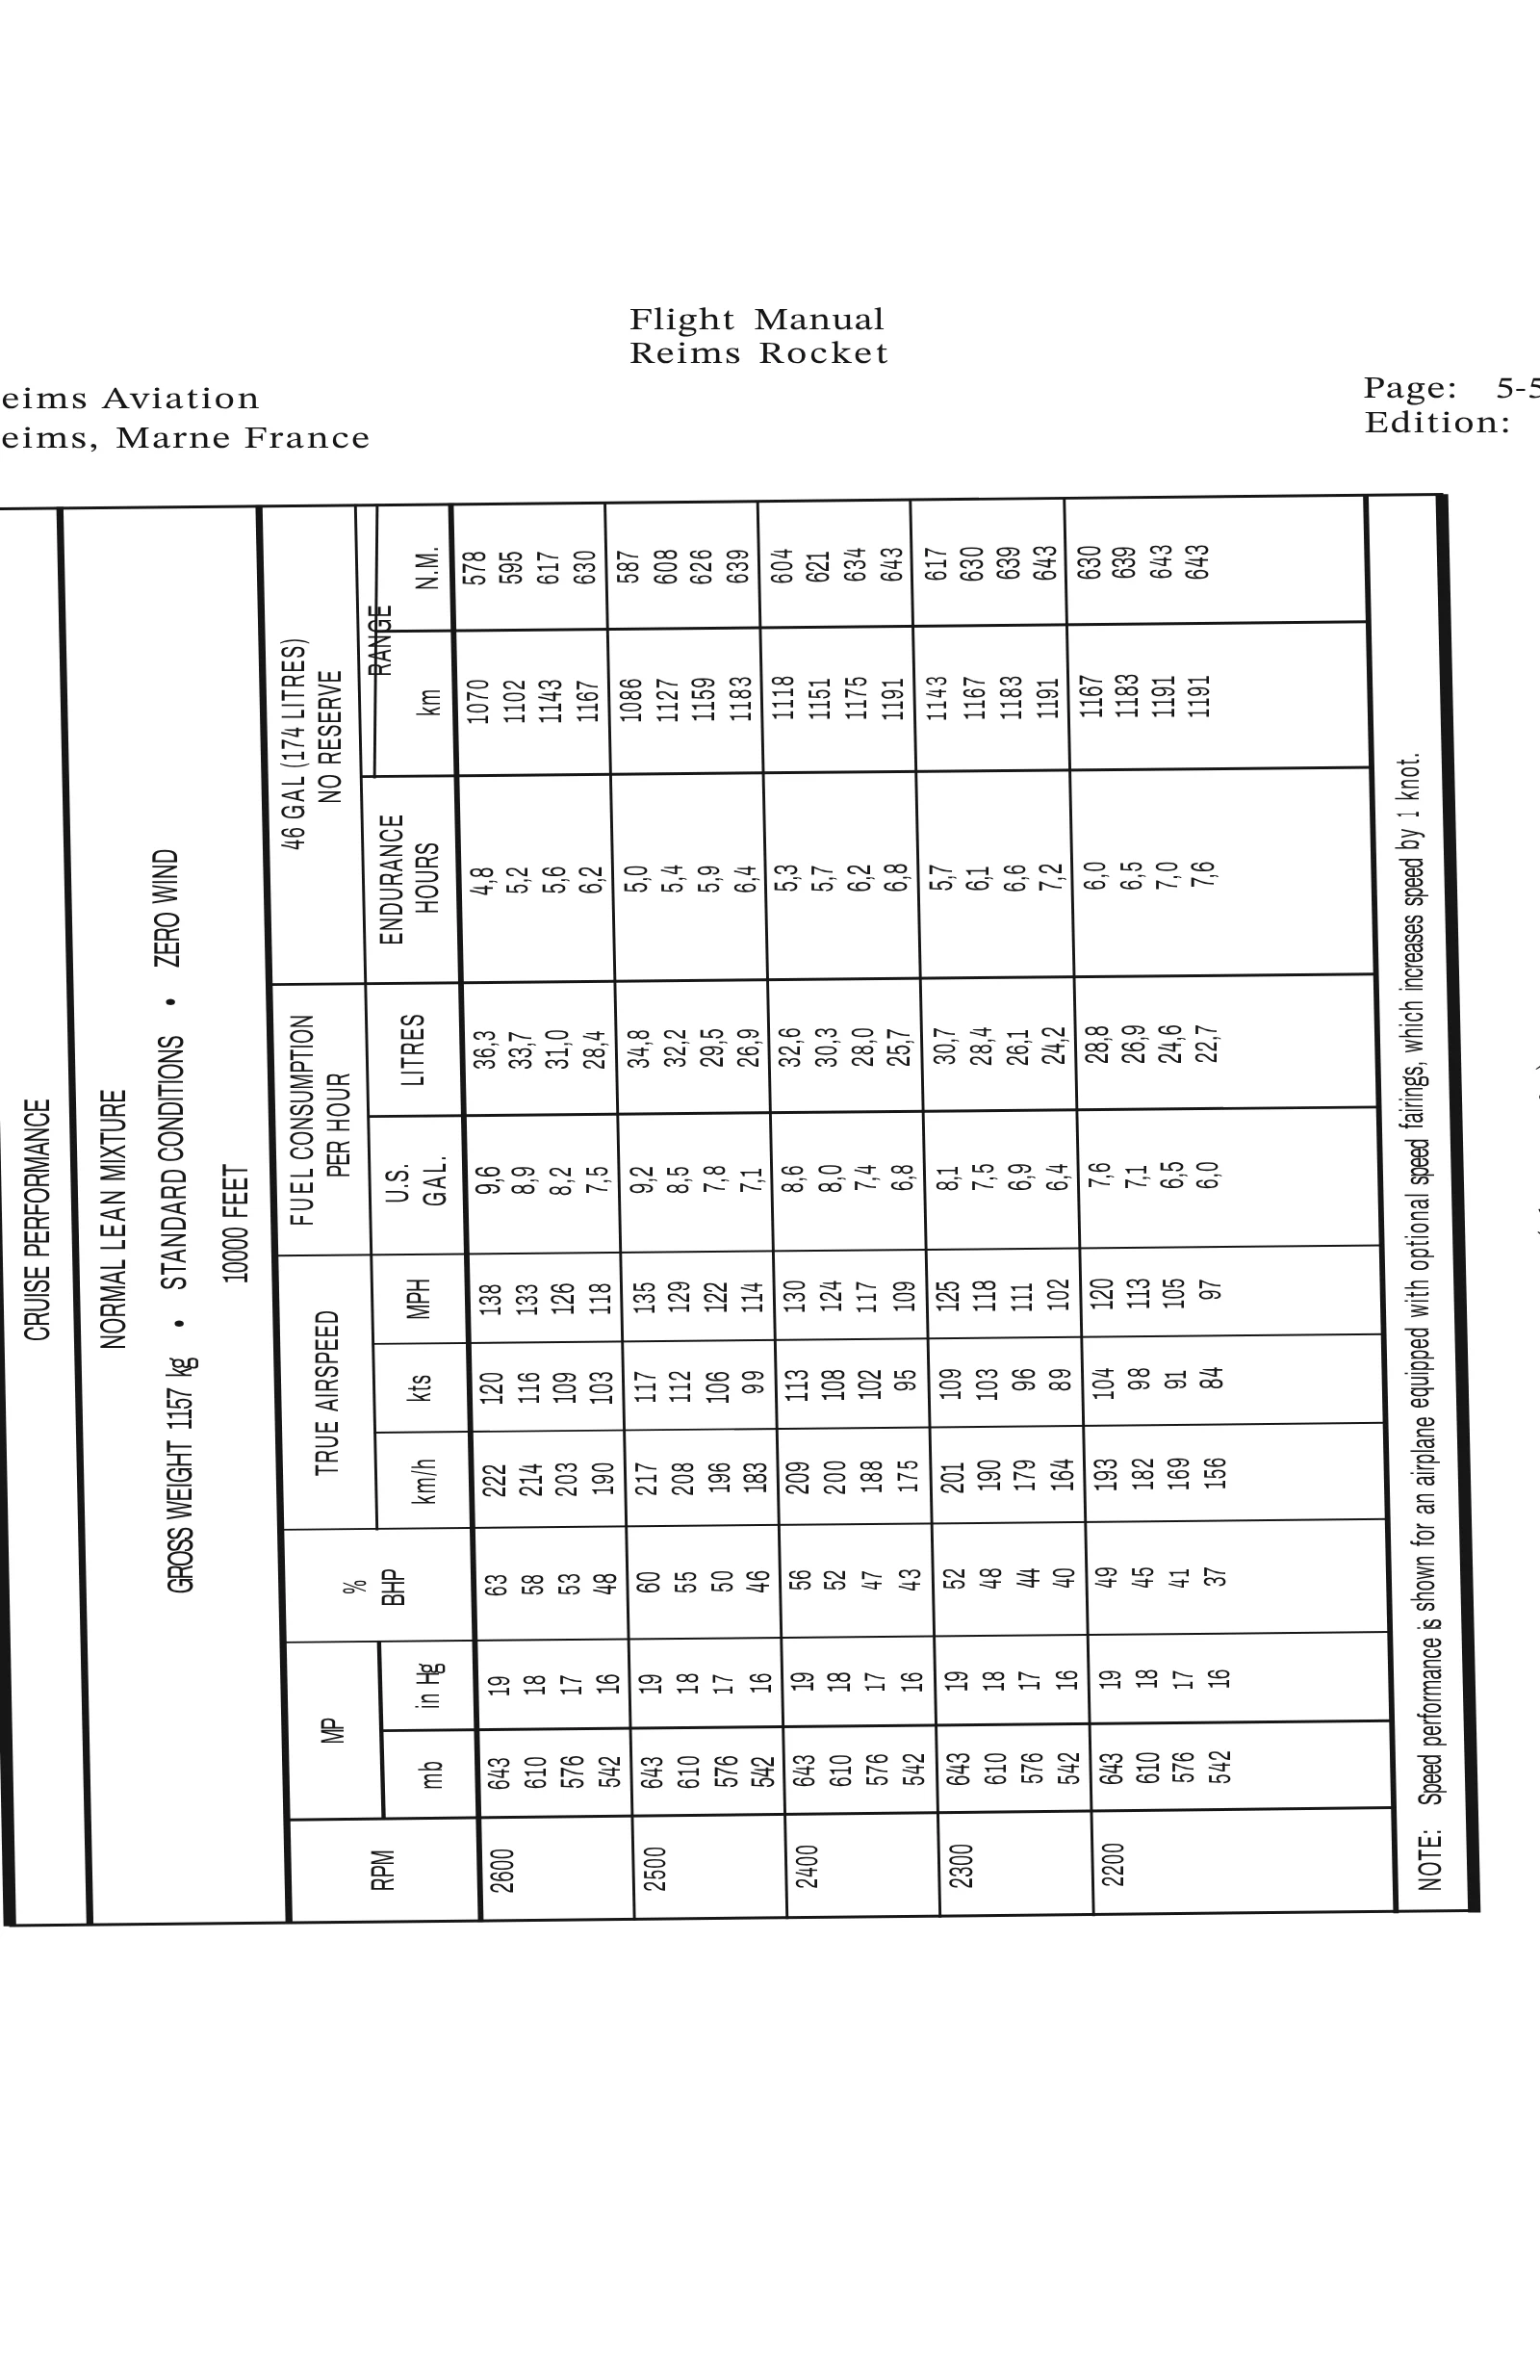 Flight Manual
Reims Rocket
eims Aviation
eims, Marne France
Page: 5-5
Edition:
CRUISE PERFORMANCE
NORMAL LEAN MIXTURE
GROSS WEIGHT 1157 kg • STANDARD CONDITIONS • ZERO WIND
10000 FEET
RPM MP % BHP TRUE AIRSPEED FUEL CONSUMPTION PER HOUR 46 GAL (174 LITRES) NO RESERVE
mb in Hg km/h kts MPH U.S. GAL. LITRES ENDURANCE HOURS RANGE km N.M.
2600 643 19 63 222 120 138 9,6 36,3 4,8 1070 578
610 18 58 214 116 133 8,9 33,7 5,2 1102 595
576 17 53 203 109 126 8,2 31,0 5,6 1143 617
542 16 48 190 103 118 7,5 28,4 6,2 1167 630
2500 643 19 60 217 117 135 9,2 34,8 5,0 1086 587
610 18 55 208 112 129 8,5 32,2 5,4 1127 608
576 17 50 196 106 122 7,8 29,5 5,9 1159 626
542 16 46 183 99 114 7,1 26,9 6,4 1183 639
2400 643 19 56 209 113 130 8,6 32,6 5,3 1118 604
610 18 52 200 108 124 8,0 30,3 5,7 1151 621
576 17 47 188 102 117 7,4 28,0 6,2 1175 634
542 16 43 175 95 109 6,8 25,7 6,8 1191 643
2300 643 19 52 201 109 125 8,1 30,7 5,7 1143 617
610 18 48 190 103 118 7,5 28,4 6,1 1167 630
576 17 44 179 96 111 6,9 26,1 6,6 1183 639
542 16 40 164 89 102 6,4 24,2 7,2 1191 643
2200 643 19 49 193 104 120 7,6 28,8 6,0 1167 630
610 18 45 182 98 113 7,1 26,9 6,5 1183 639
576 17 41 169 91 105 6,5 24,6 7,0 1191 643
542 16 37 156 84 97 6,0 22,7 7,6 1191 643
NOTE: Speed performance is shown for an airplane equipped with optional speed fairings, which increases speed by 1 knot.